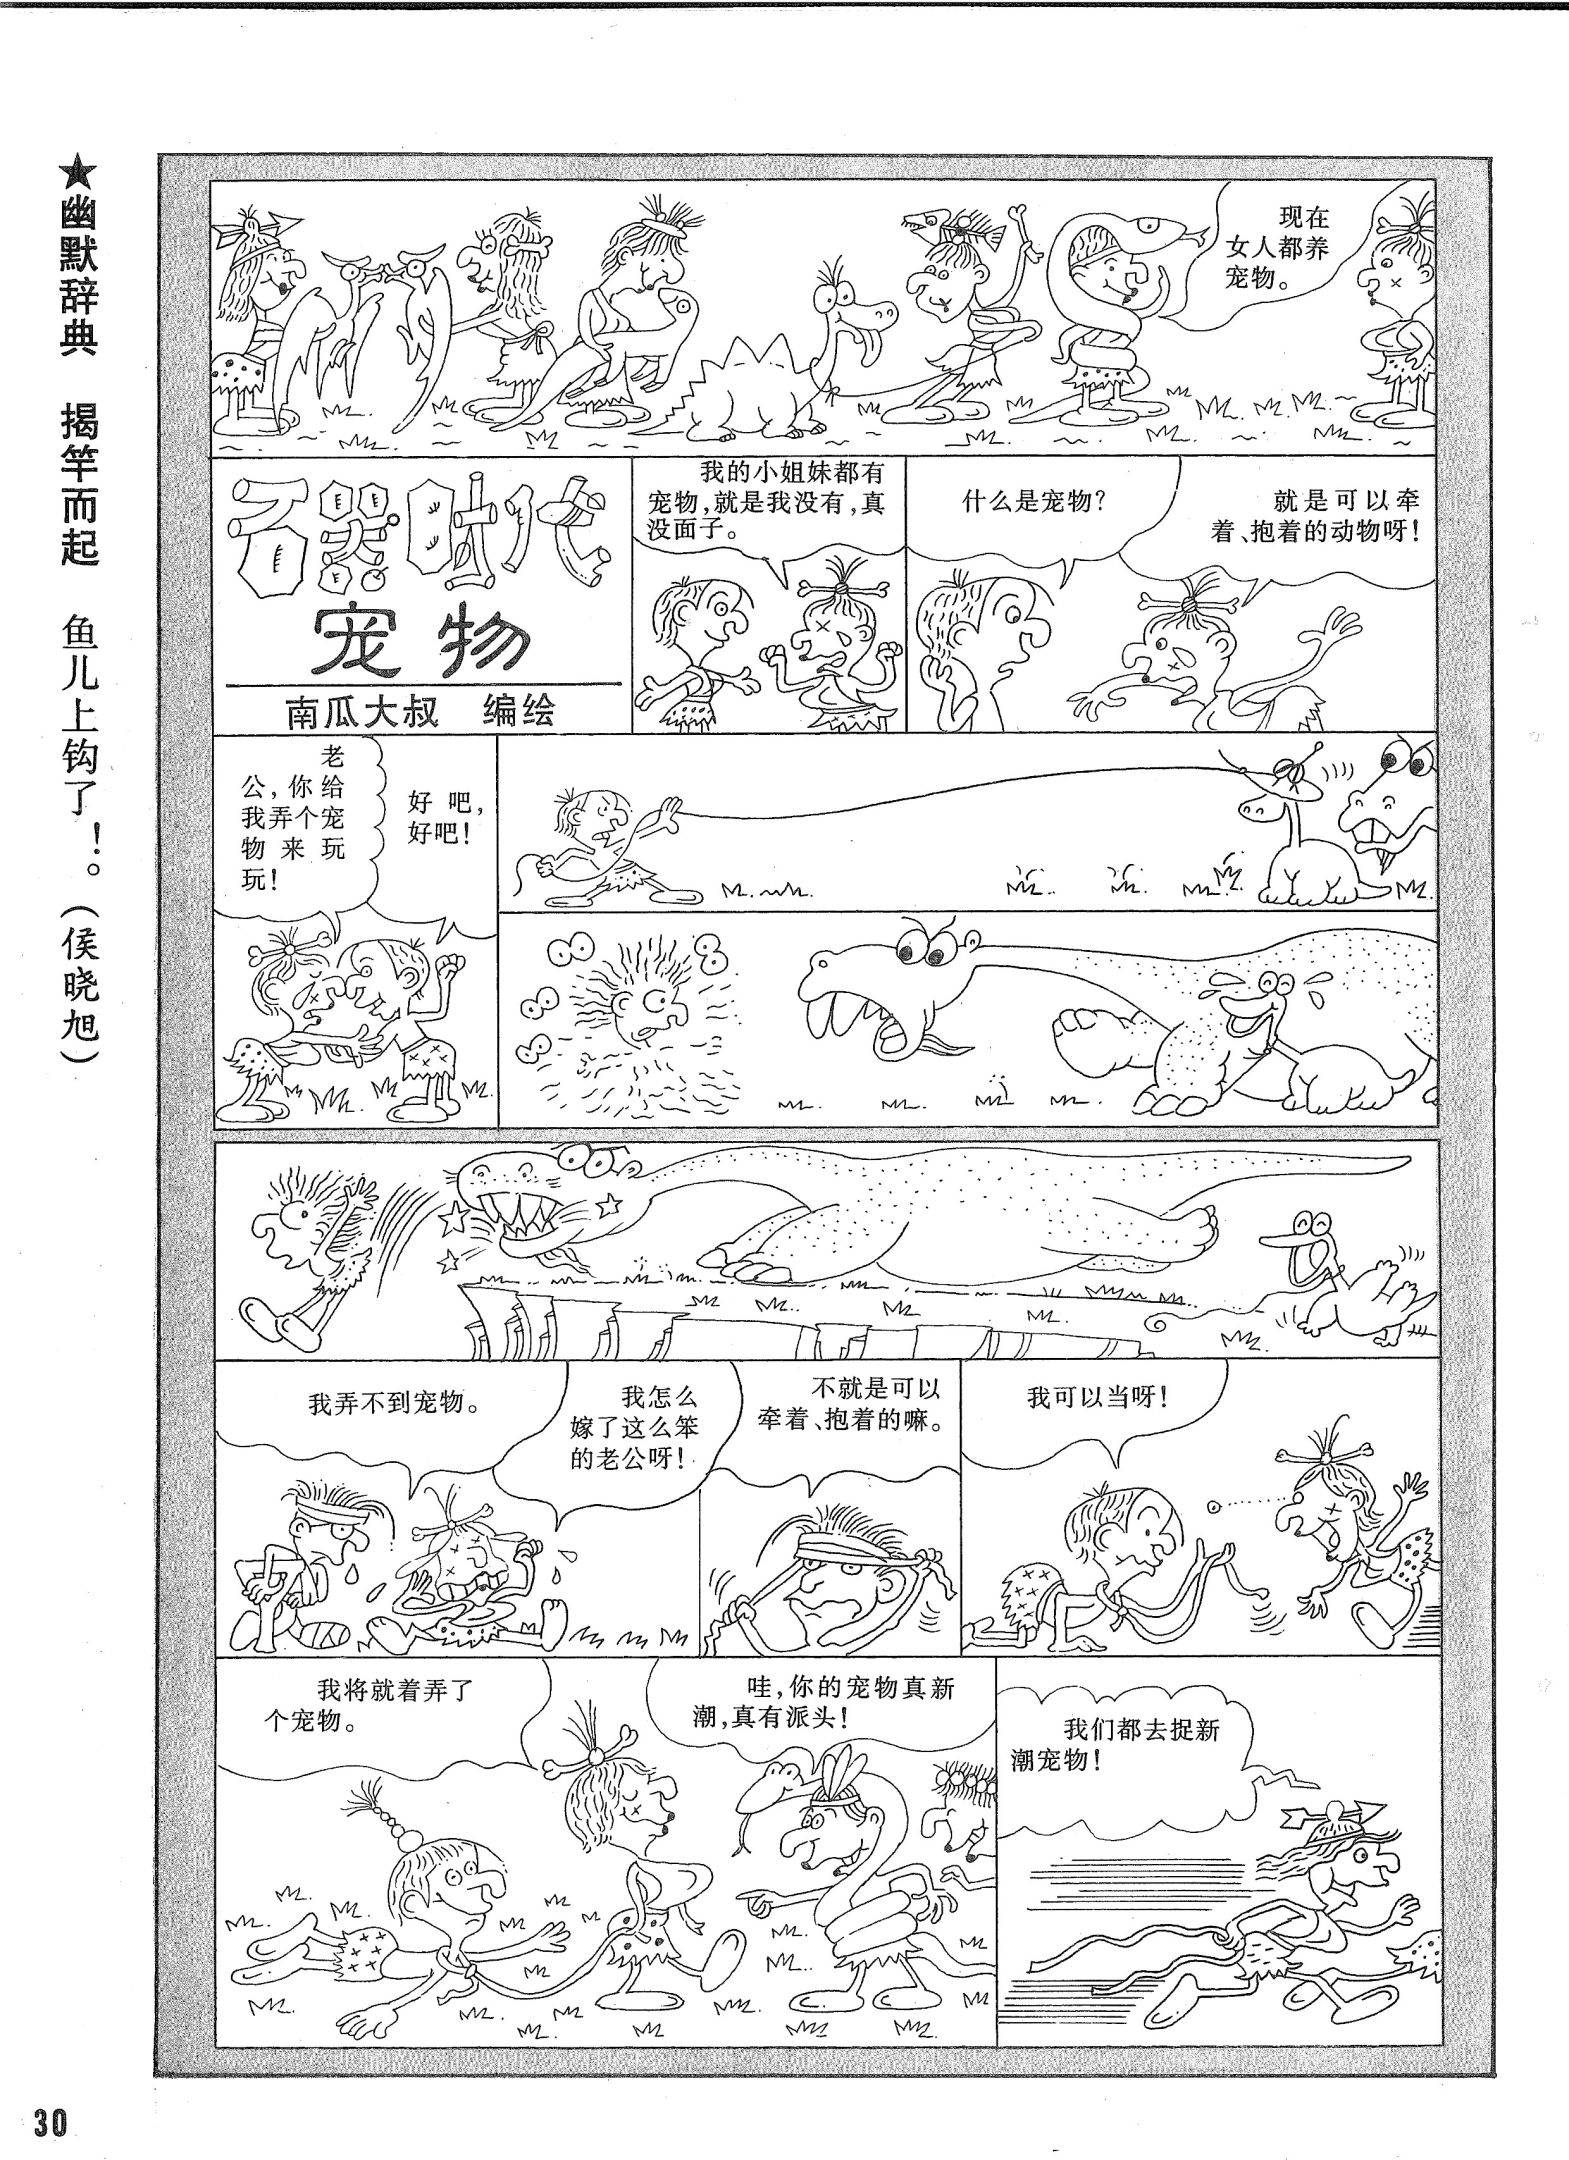 ★幽默辞典 揭竿而起 鱼儿上钩了！。（侯晓旭）
现在
女人都养
宠物。
石器时代
宠物
南瓜大叔 编绘
我的小姐妹都有
宠物，就是我没有，真
没面子。
什么是宠物？
就是可以牵
着、抱着的动物呀！
老
公，你给
我弄个宠
物来玩
玩！
好吧，
好吧！
我弄不到宠物。
我怎么
嫁了这么笨
的老公呀！
不就是可以
牵着、抱着的嘛。
我可以当呀！
我将就着弄了
个宠物。
哇，你的宠物真新
潮，真有派头！
我们都去捉新
潮宠物！
30